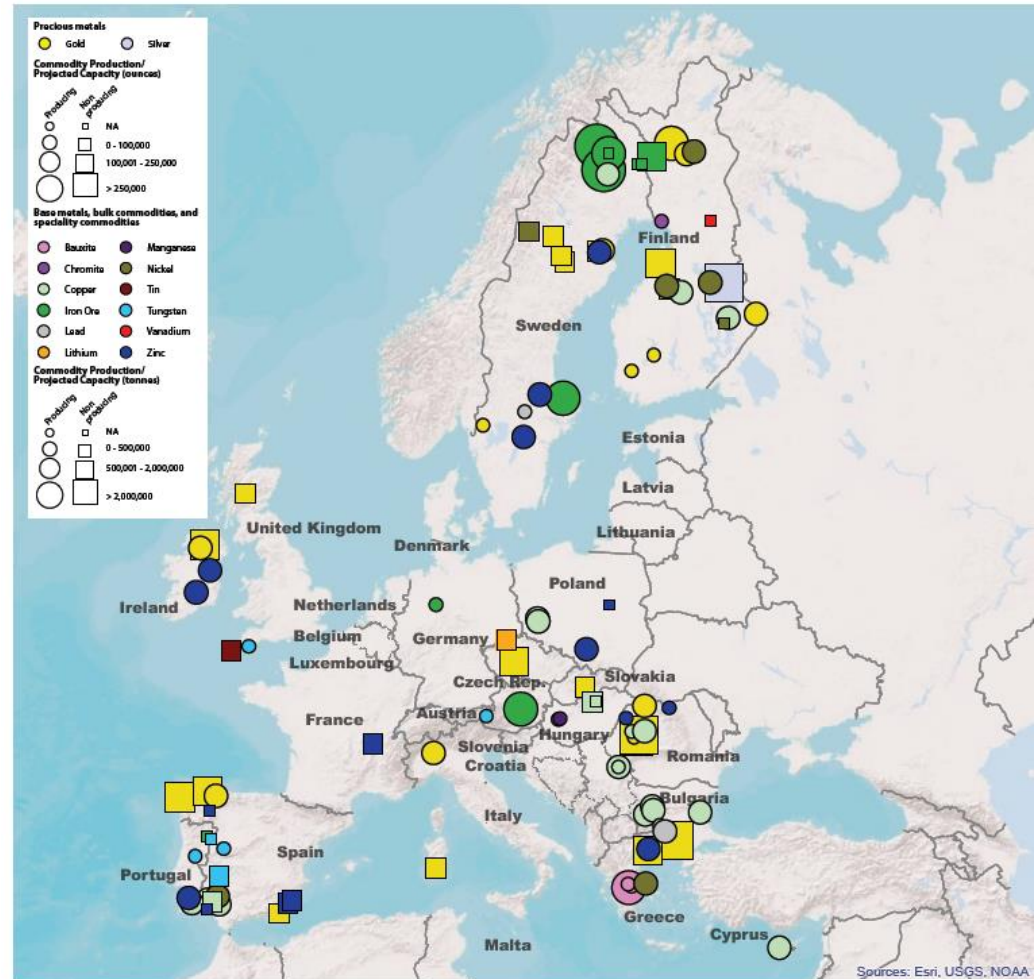 Precious metals
Gold Silver
Commodity Production/
Projected Capacity (ounces)
Producing Non producing
NA
0 - 100,000
100,001 - 250,000
> 250,000
Base metals, bulk commodities, and
speciality commodities
Bauxite Manganese
Chromite Nickel
Copper Tin
Iron Ore Tungsten
Lead Vanadium
Lithium Zinc
Commodity Production/
Projected Capacity (tonnes)
Producing Non producing
NA
0 - 500,000
500,001 - 2,000,000
> 2,000,000
Finland
Sweden
Estonia
Latvia
Lithuania
United Kingdom
Denmark
Ireland
Netherlands
Poland
Belgium
Germany
Luxembourg
Czech Rep.
Slovakia
France
Austria
Hungary
Slovenia
Croatia
Romania
Italy
Bulgaria
Spain
Portugal
Greece
Malta
Cyprus
Sources: Esri, USGS, NOAA